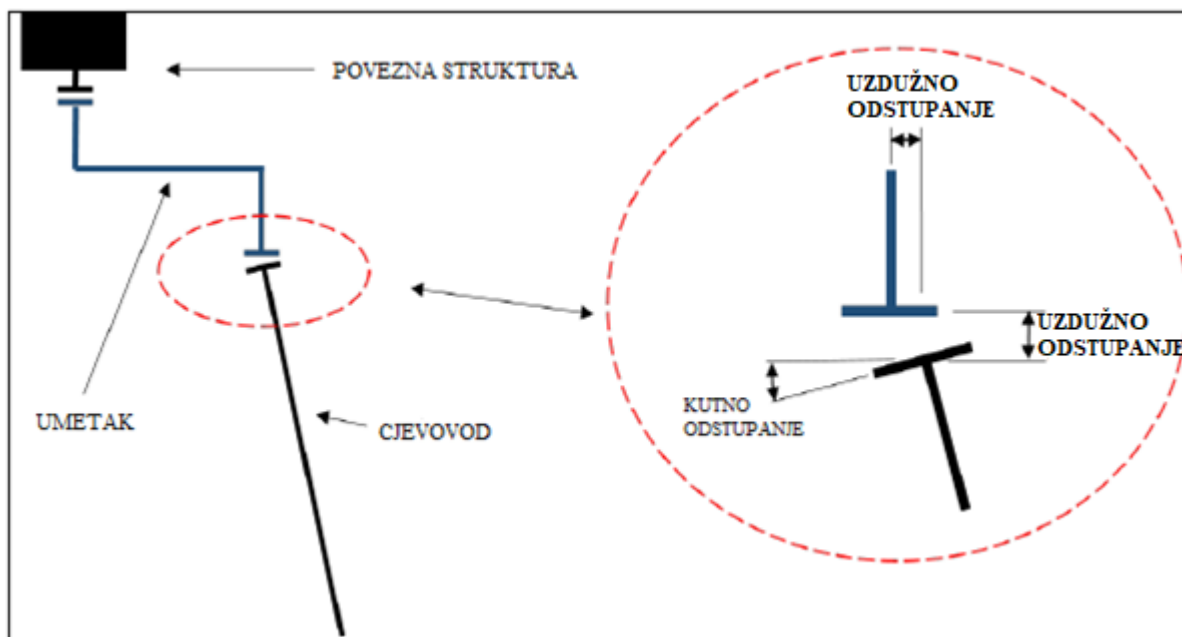 POVEZNA STRUKTURA
UMETAK
CJEVOVOD
UZDUŽNO
ODSTUPANJE
UZDUŽNO
ODSTUPANJE
KUTNO
ODSTUPANJE